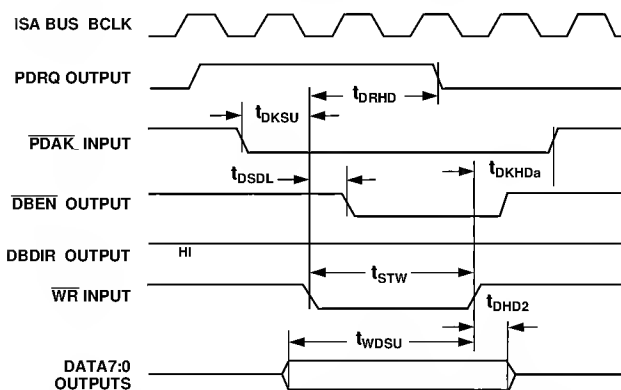 ISA BUS BCLK
PDRQ OUTPUT
tDRHD
tDKSU
PDAK INPUT
tDKHDa
tDSDL
DBEN OUTPUT
DBDIR OUTPUT
HI
tSTW
WR INPUT
tDHD2
tWDSU
DATA7:0
OUTPUTS